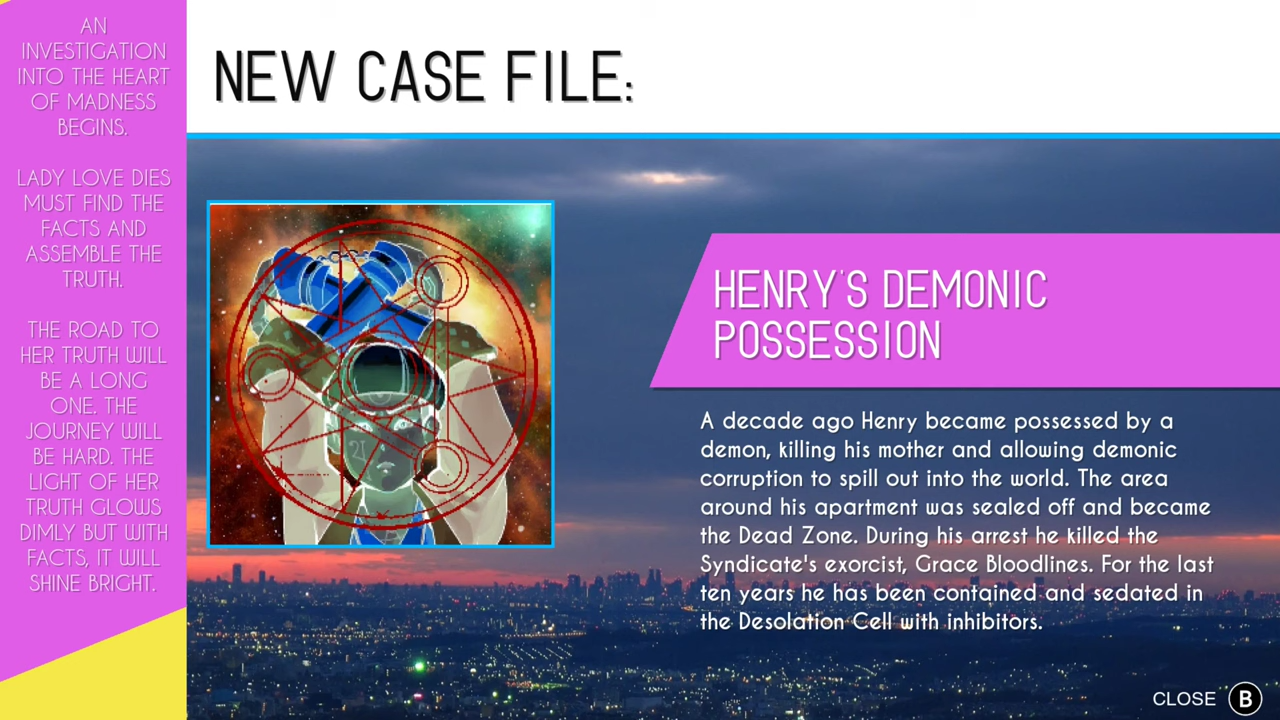 AN
INVESTIGATION
INTO THE HEART
OF MADNESS
BEGINS.
LADY LOVE DIES
MUST FIND THE
FACTS AND
ASSEMBLE THE
TRUTH.
THE ROAD TO
HER TRUTH WILL
BE A LONG
ONE. THE
JOURNEY WILL
BE HARD. THE
LIGHT OF HER
TRUTH GLOWS
DIMLY BUT WITH
FACTS, IT WILL
SHINE BRIGHT.
NEW CASE FILE:
HENRY'S DEMONIC
POSSESSION
A decade ago Henry became possessed by a
demon, killing his mother and allowing demonic
corruption to spill out into the world. The area
around his apartment was sealed off and became
the Dead Zone. During his arrest he killed the
Syndicate's exorcist, Grace Bloodlines. For the last
ten years he has been contained and sedated in
the Desolation Cell with inhibitors.
CLOSE B